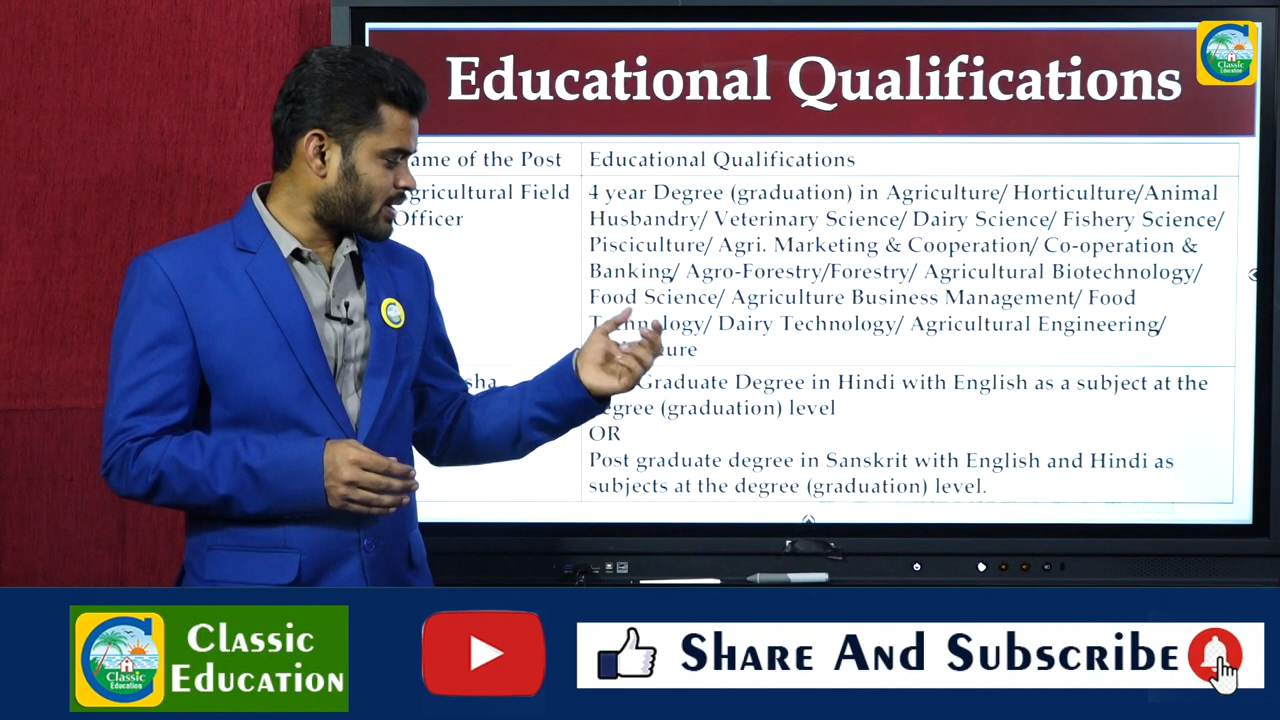 Educational Qualifications
Classic
Education
ame of the Post
Educational Qualifications
gricultural Field
Officer
4 year Degree (graduation) in Agriculture/ Horticulture/Animal
Husbandry/ Veterinary Science/ Dairy Science/ Fishery Science/
Pisciculture/ Agri. Marketing & Cooperation/ Co-operation &
Banking/ Agro-Forestry/Forestry/ Agricultural Biotechnology/
Food Science/ Agriculture Business Management/ Food
Technology/ Dairy Technology/ Agricultural Engineering/
ure
sha
Graduate Degree in Hindi with English as a subject at the
egree (graduation) level
OR
Post graduate degree in Sanskrit with English and Hindi as
subjects at the degree (graduation) level.
Classic
Education
Classic
Education
Share And Subscribe